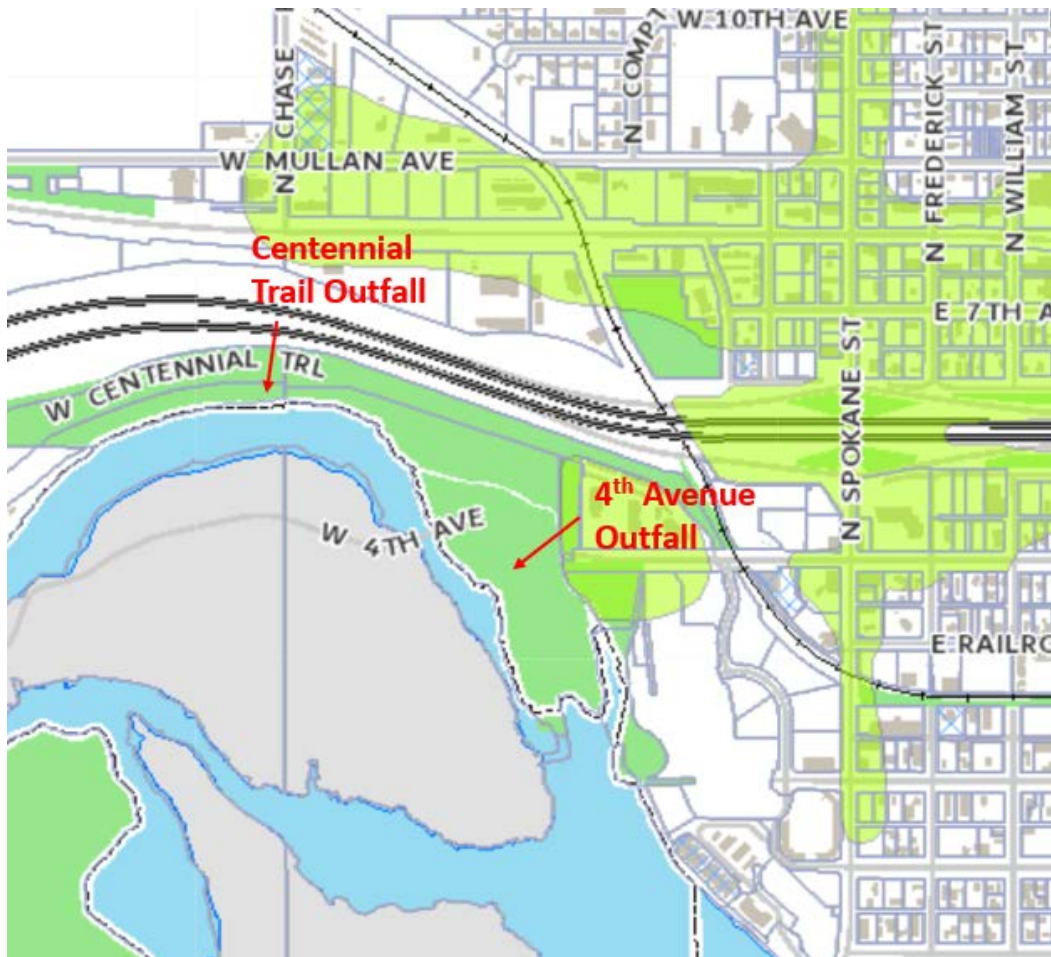 W 10TH AVE
N CHASE
N COMPT
N FREDERICK ST
N WILLIAM ST
W MULLAN AVE
Centennial
Trail Outfall
E 7TH A
N SPOKANE ST
W CENTENNIAL TRL
4th Avenue
Outfall
W 4TH AVE
E RAILRO